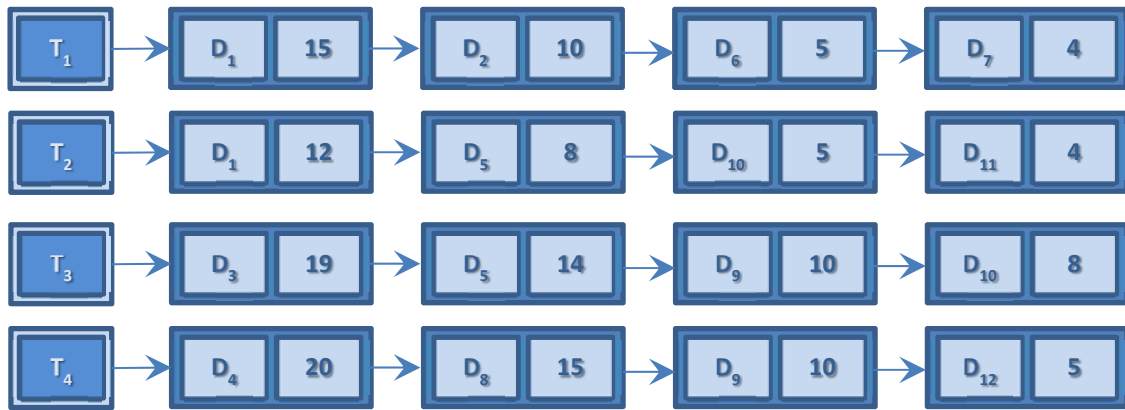 T₁ D₁ 15 D₂ 10 D₆ 5 D₇ 4
T₂ D₁ 12 D₅ 8 D₁₀ 5 D₁₁ 4
T₃ D₃ 19 D₅ 14 D₉ 10 D₁₀ 8
T₄ D₄ 20 D₈ 15 D₉ 10 D₁₂ 5